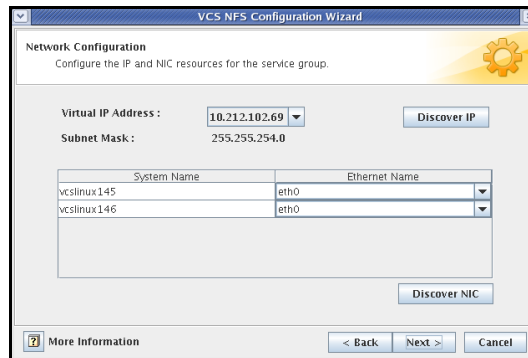 VCS NFS Configuration Wizard
Network Configuration
Configure the IP and NIC resources for the service group.
Virtual IP Address :
10.212.102.69
Discover IP
Subnet Mask :
255.255.254.0
System Name
Ethernet Name
vcslinux145
eth0
vcslinux146
eth0
Discover NIC
? More Information
< Back
Next >
Cancel